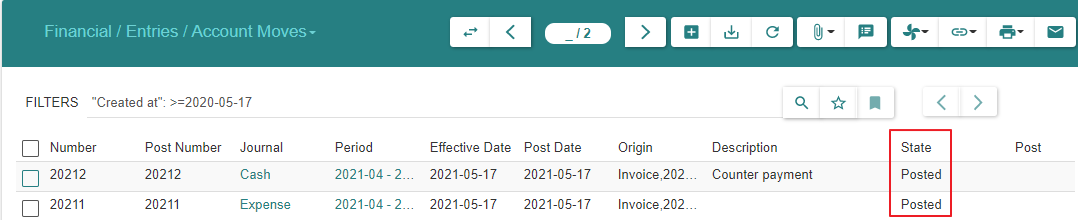 Financial / Entries / Account Moves
_ / 2
FILTERS "Created at": >=2020-05-17
Number Post Number Journal Period Effective Date Post Date Origin Description State Post
20212 20212 Cash 2021-04 - 2... 2021-05-17 2021-05-17 Invoice,202... Counter payment Posted
20211 20211 Expense 2021-04 - 2... 2021-05-17 2021-05-17 Invoice,202... Posted